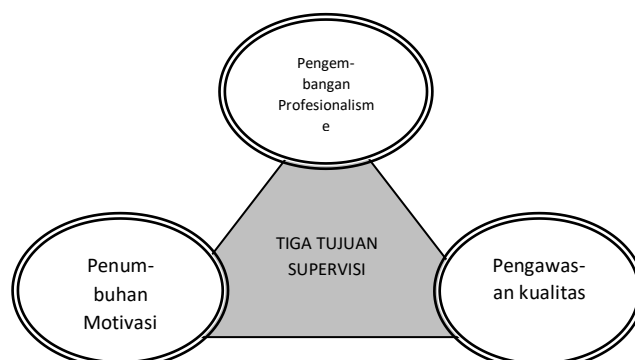 Pengem-
bangan
Profesionalism
e
TIGA TUJUAN
SUPERVISI
Penum-
buhan
Motivasi
Pengawas-
an kualitas